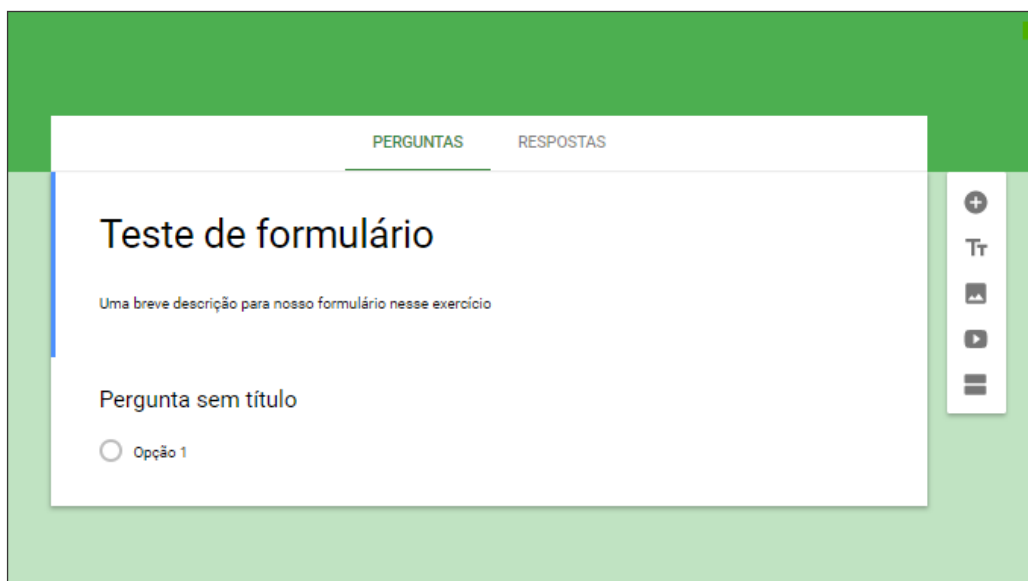 PERGUNTAS RESPOSTAS
Teste de formulário
Uma breve descrição para nosso formulário nesse exercício
Pergunta sem título
Opção 1